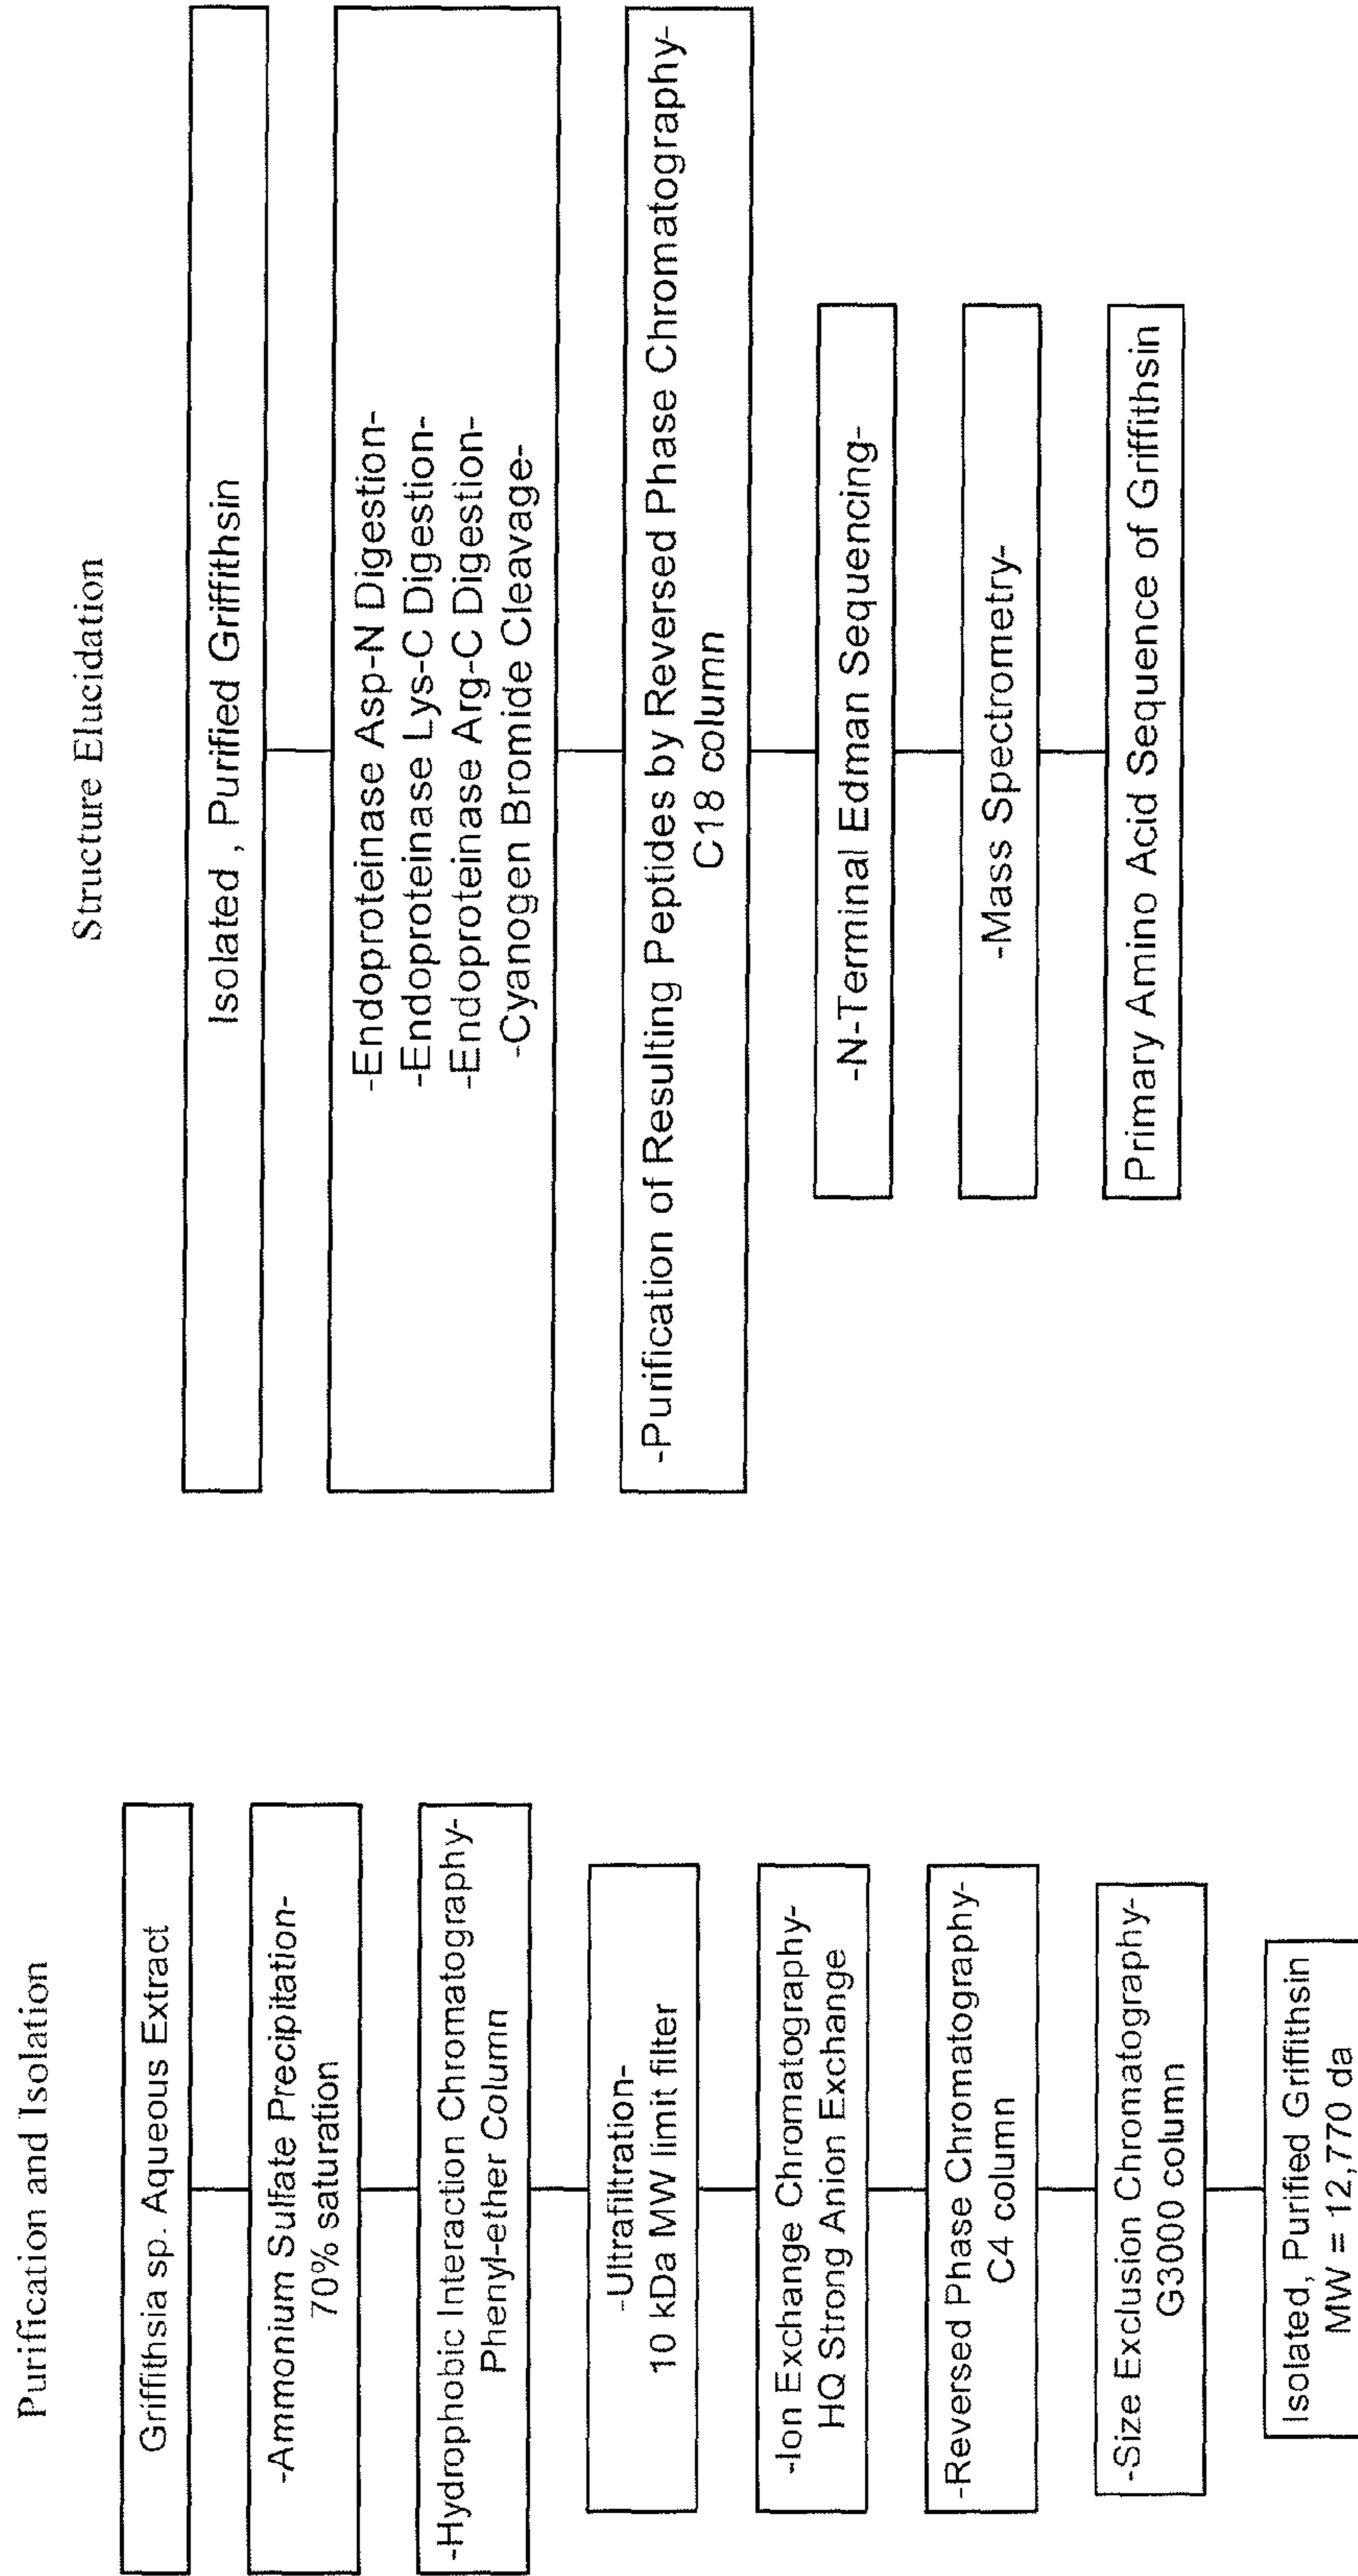 Purification and Isolation
Griffithsia sp. Aqueous Extract
-Ammonium Sulfate Precipitation-
70% saturation
-Hydrophobic Interaction Chromatography-
Phenyl-ether Column
-Ultrafiltration-
10 kDa MW limit filter
-Ion Exchange Chromatography-
HQ Strong Anion Exchange
-Reversed Phase Chromatography-
C4 column
-Size Exclusion Chromatography-
G3000 column
Isolated, Purified Griffithsin
MW = 12,770 da
Structure Elucidation
Isolated , Purified Griffithsin
-Endoproteinase Asp-N Digestion-
-Endoproteinase Lys-C Digestion-
-Endoproteinase Arg-C Digestion-
-Cyanogen Bromide Cleavage-
-Purification of Resulting Peptides by Reversed Phase Chromatography-
C18 column
-N-Terminal Edman Sequencing-
-Mass Spectrometry-
Primary Amino Acid Sequence of Griffithsin